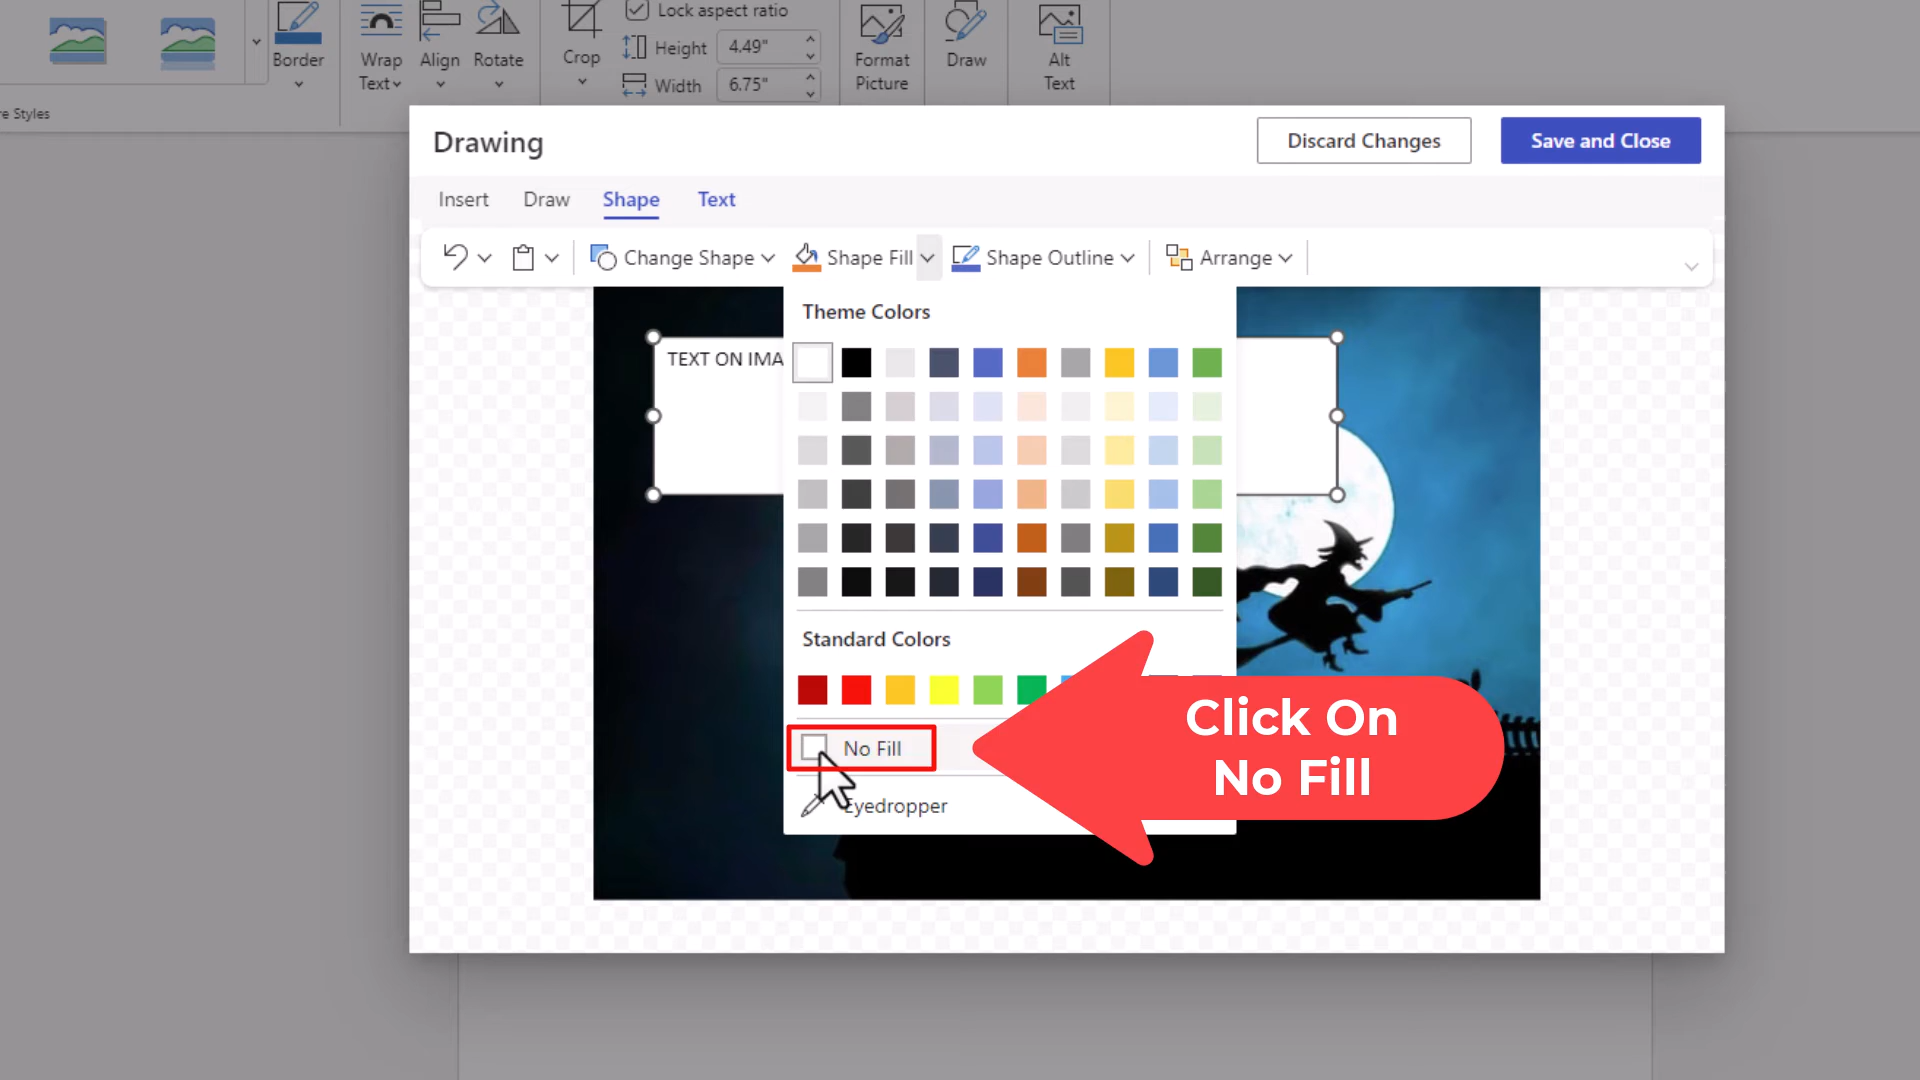 Lock aspect ratio
Height 4.49"
Width 6.75"
Border
Wrap
Text
Align
Rotate
Crop
Format
Picture
Draw
Alt
Text
re Styles
Drawing
Discard Changes
Save and Close
Insert
Draw
Shape
Text
Change Shape
Shape Fill
Shape Outline
Arrange
Theme Colors
TEXT ON IMA
Standard Colors
No Fill
Eyedropper
Click On
No Fill